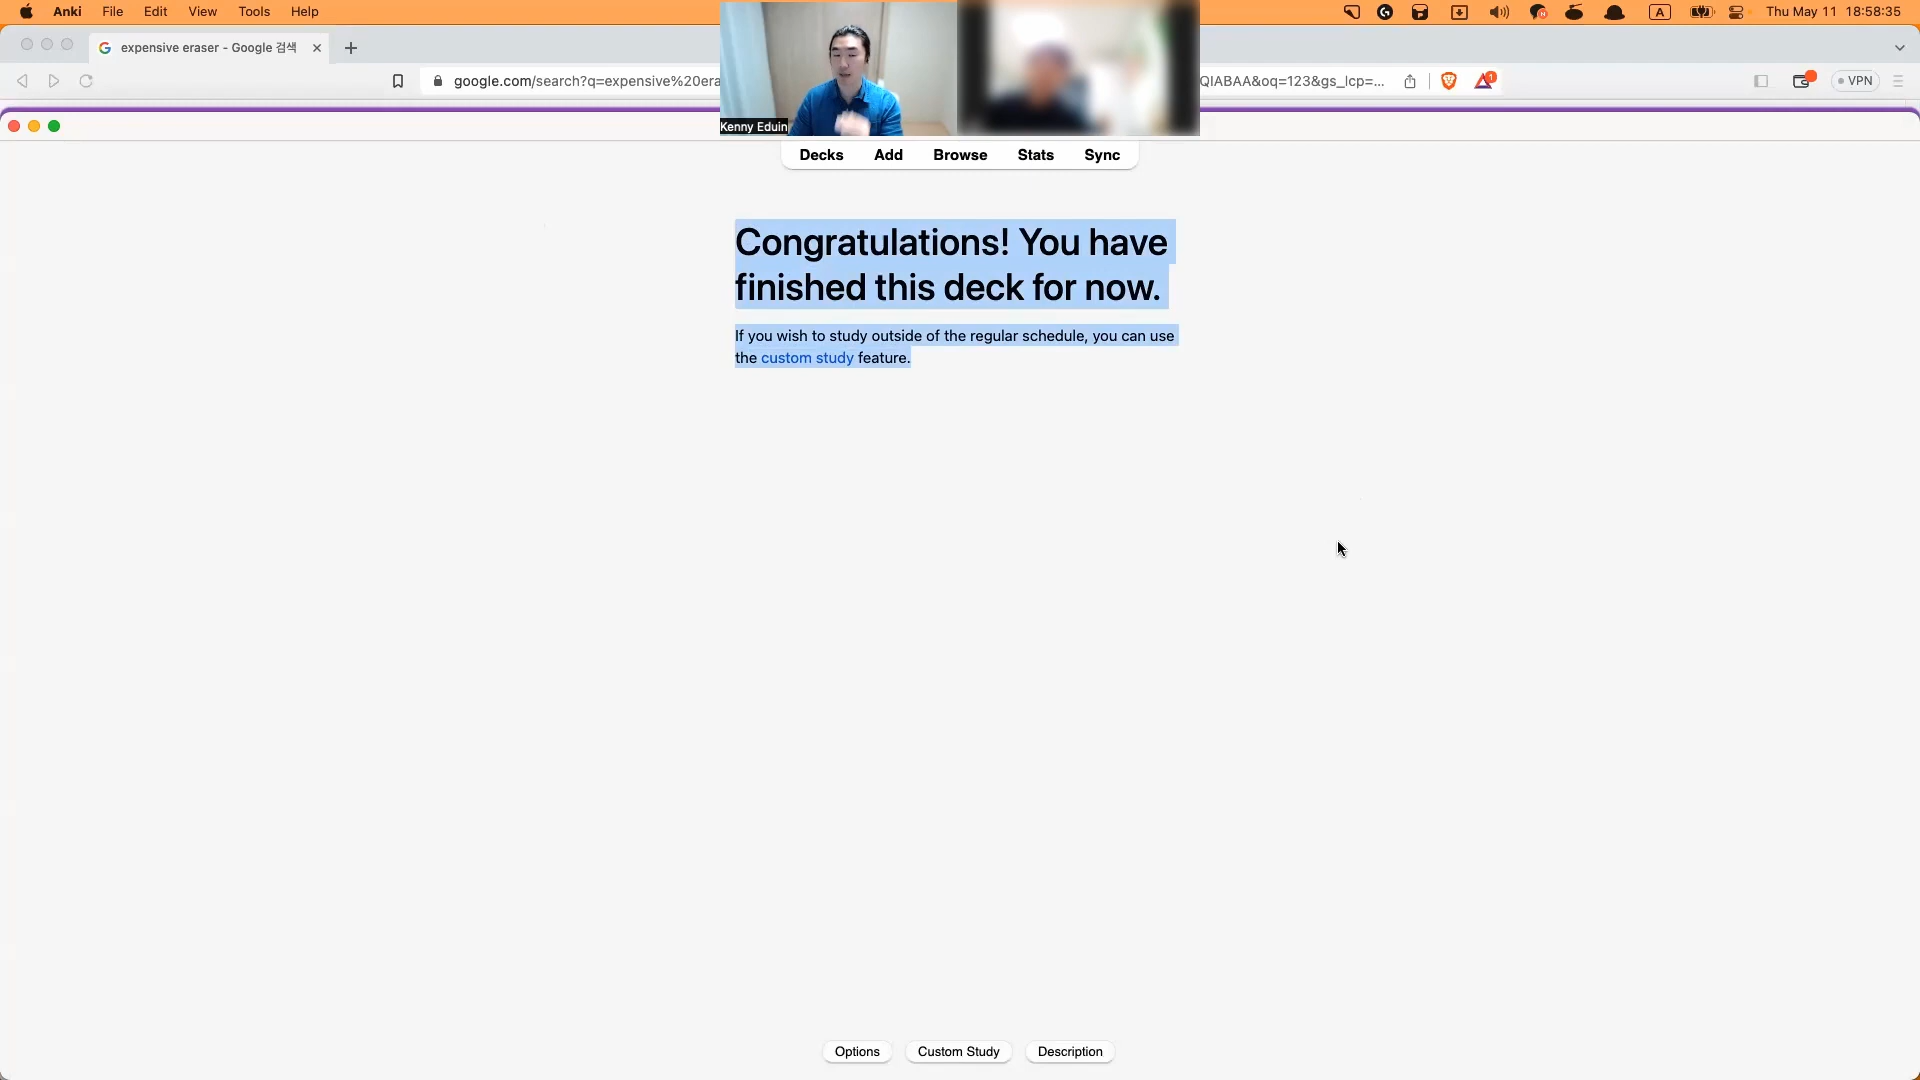 Anki File Edit View Tools Help
A
Thu May 11 18:58:35
expensive eraser - Google 검색
google.com/search?q=expensive%20era
QIABAA&oq=123&gs_lcp=...
1
VPN
Kenny Eduin
Decks Add Browse Stats Sync
Congratulations! You have
finished this deck for now.
If you wish to study outside of the regular schedule, you can use
the custom study feature.
Options Custom Study Description